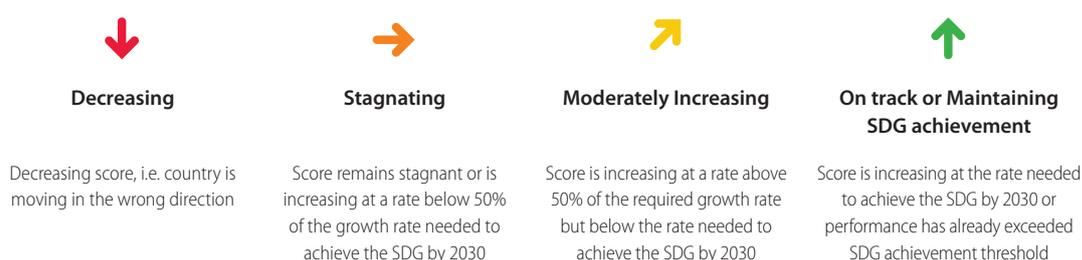 Decreasing
Decreasing score, i.e. country is
moving in the wrong direction
Stagnating
Score remains stagnant or is
increasing at a rate below 50%
of the growth rate needed to
achieve the SDG by 2030
Moderately Increasing
Score is increasing at a rate above
50% of the required growth rate
but below the rate needed to
achieve the SDG by 2030
On track or Maintaining
SDG achievement
Score is increasing at the rate needed
to achieve the SDG by 2030 or
performance has already exceeded
SDG achievement threshold